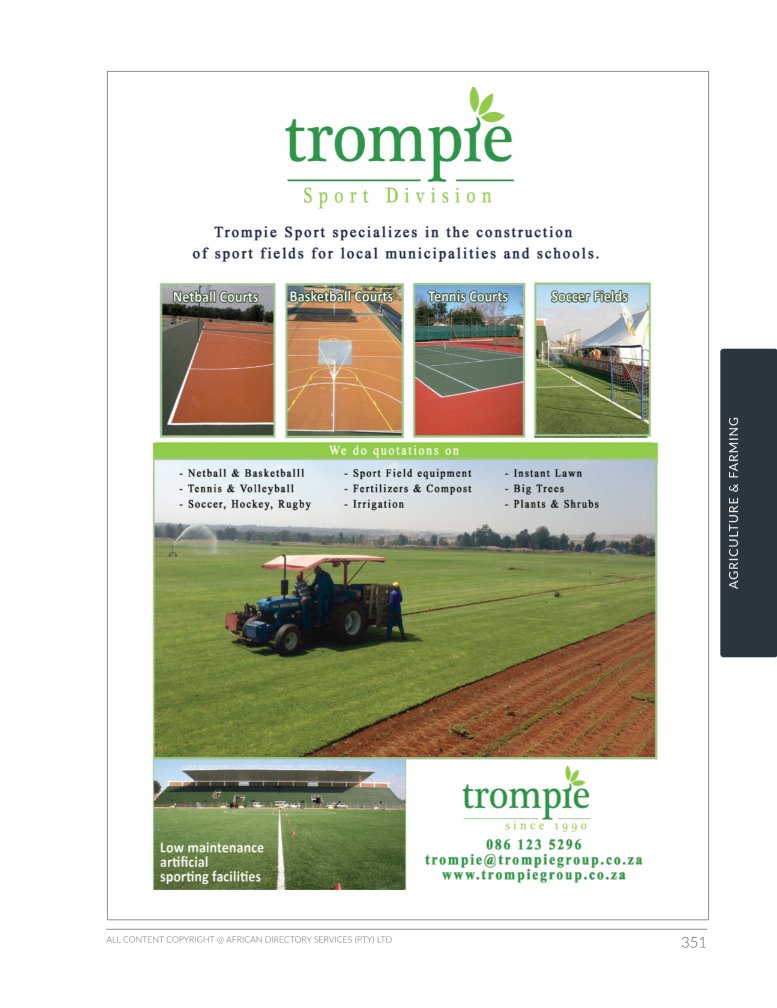 trompie
Sport Division
Trompie Sport specializes in the construction
of sport fields for local municipalities and schools.
Netball Courts
Basketball Courts
Tennis Courts
Soccer Fields
We do quotations on
- Netball & Basketballl
- Tennis & Volleyball
- Soccer, Hockey, Rugby
- Sport Field equipment
- Fertilizers & Compost
- Irrigation
- Instant Lawn
- Big Trees
- Plants & Shrubs
Low maintenance
artificial
sporting facilities
trompie
since 1990
086 123 5296
trompie@trompiegroup.co.za
www.trompiegroup.co.za
AGRICULTURE & FARMING
ALL CONTENT COPYRIGHT @ AFRICAN DIRECTORY SERVICES (PTY) LTD
351